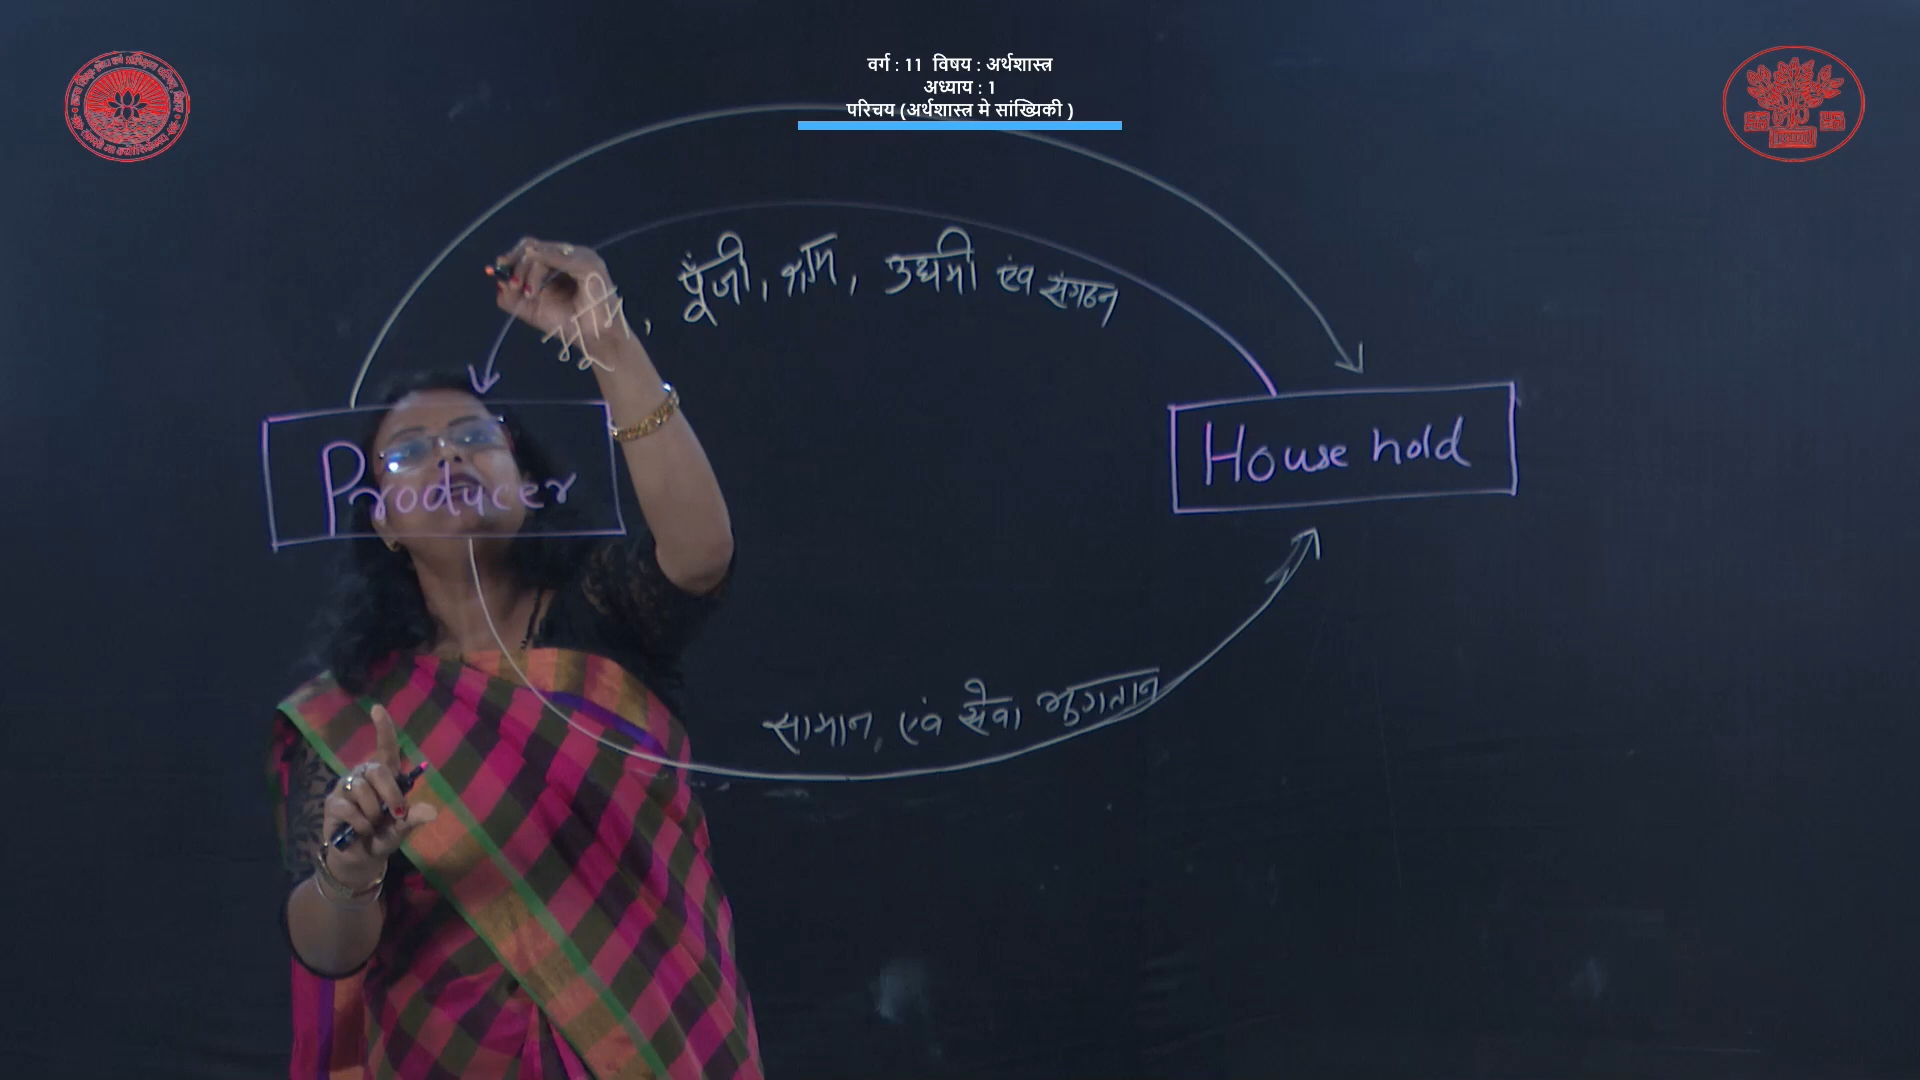 वर्ग : 11 विषय : अर्थशास्त्र
अध्याय : 1
परिचय (अर्थशास्त्र मे सांख्यिकी )
भूमि, पूँजी, श्रम, उद्यमी एंव संगठन
Producer
House hold
सामान, एवं सेवा भुगतान